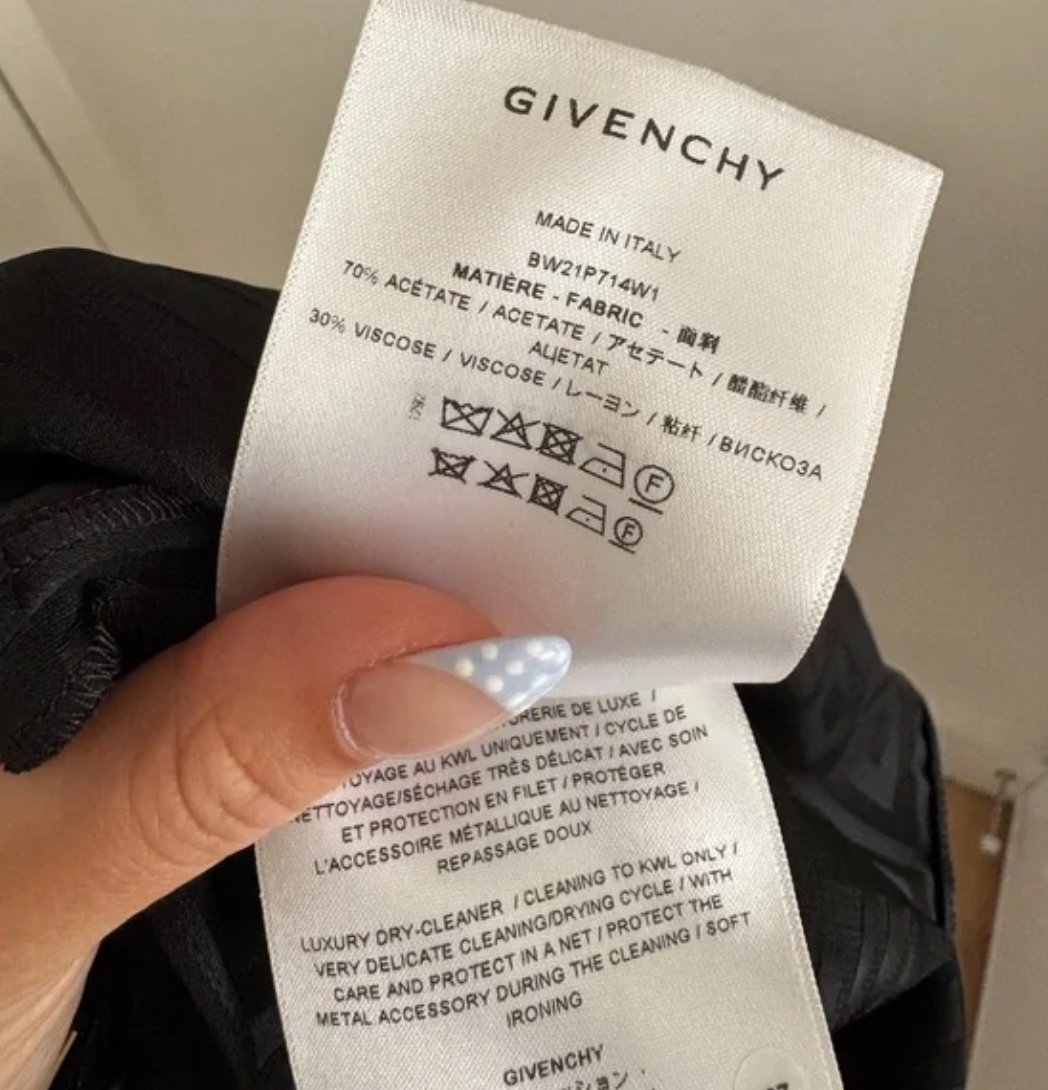 GIVENCHY
MADE IN ITALY
BW21P714W1
MATIÈRE - FABRIC - 面料
70% ACÉTATE / ACETATE / アセテート / 醋酯纤维 /
АЦЕТАТ
30% VISCOSE / VISCOSE / レーヨン / 粘纤 / ВИСКОЗА
F
F
DE LUXE /
AU KWL UNIQUEMENT / CYCLE DE
NETTOYAGE/SÉCHAGE TRÈS DÉLICAT / AVEC SOIN
ET PROTECTION EN FILET / PROTÉGER
L'ACCESSOIRE MÉTALLIQUE AU NETTOYAGE /
REPASSAGE DOUX
LUXURY DRY-CLEANER / CLEANING TO KWL ONLY /
VERY DELICATE CLEANING/DRYING CYCLE / WITH
CARE AND PROTECT IN A NET / PROTECT THE
METAL ACCESSORY DURING THE CLEANING / SOFT
IRONING
GIVENCHY